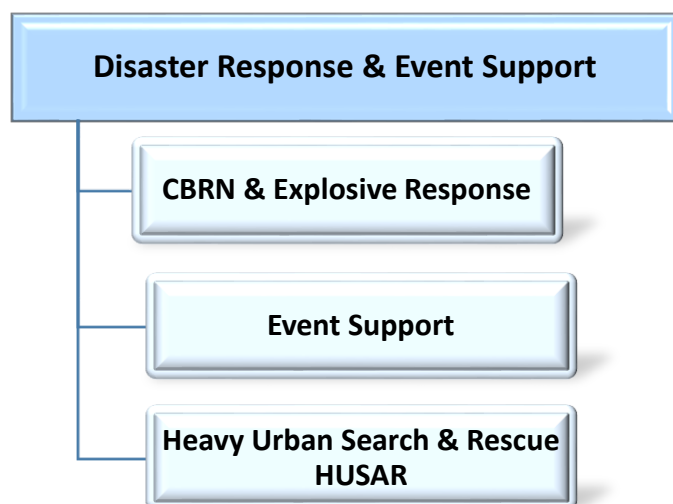 Disaster Response & Event Support
CBRN & Explosive Response
Event Support
Heavy Urban Search & Rescue
HUSAR